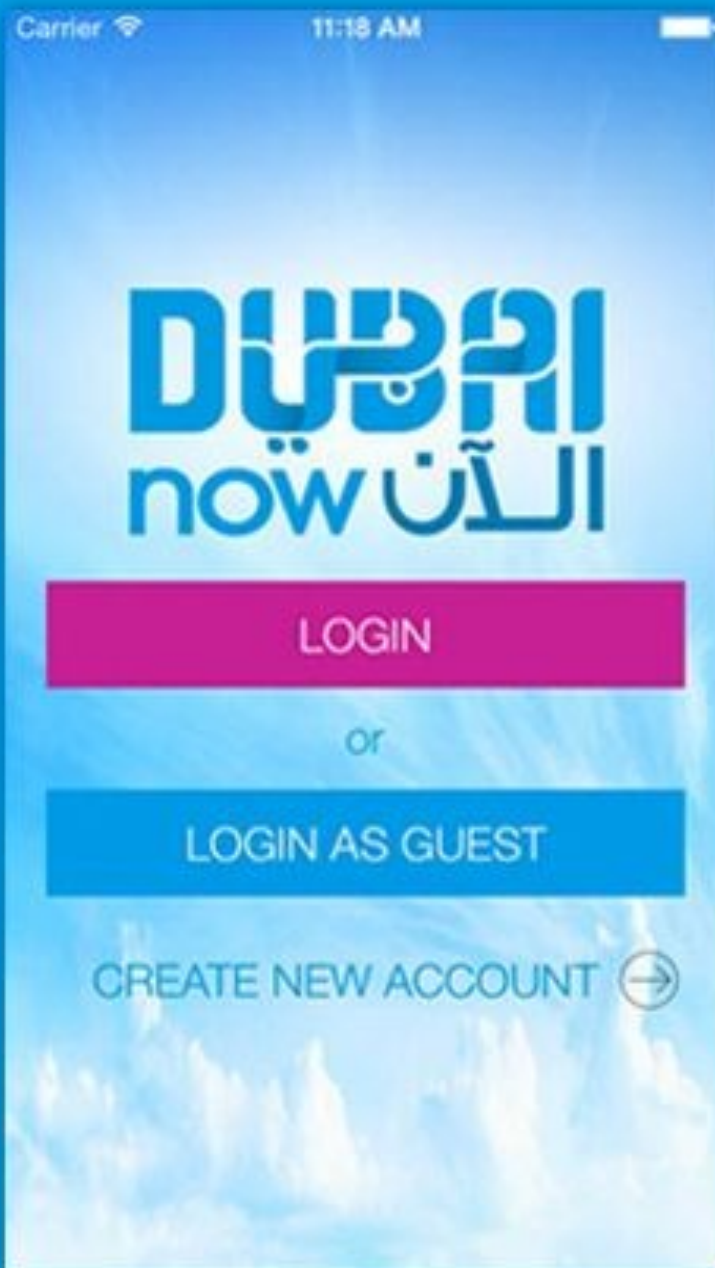 Carrier 11:18 AM
DUBAI
now الآن
LOGIN
or
LOGIN AS GUEST
CREATE NEW ACCOUNT